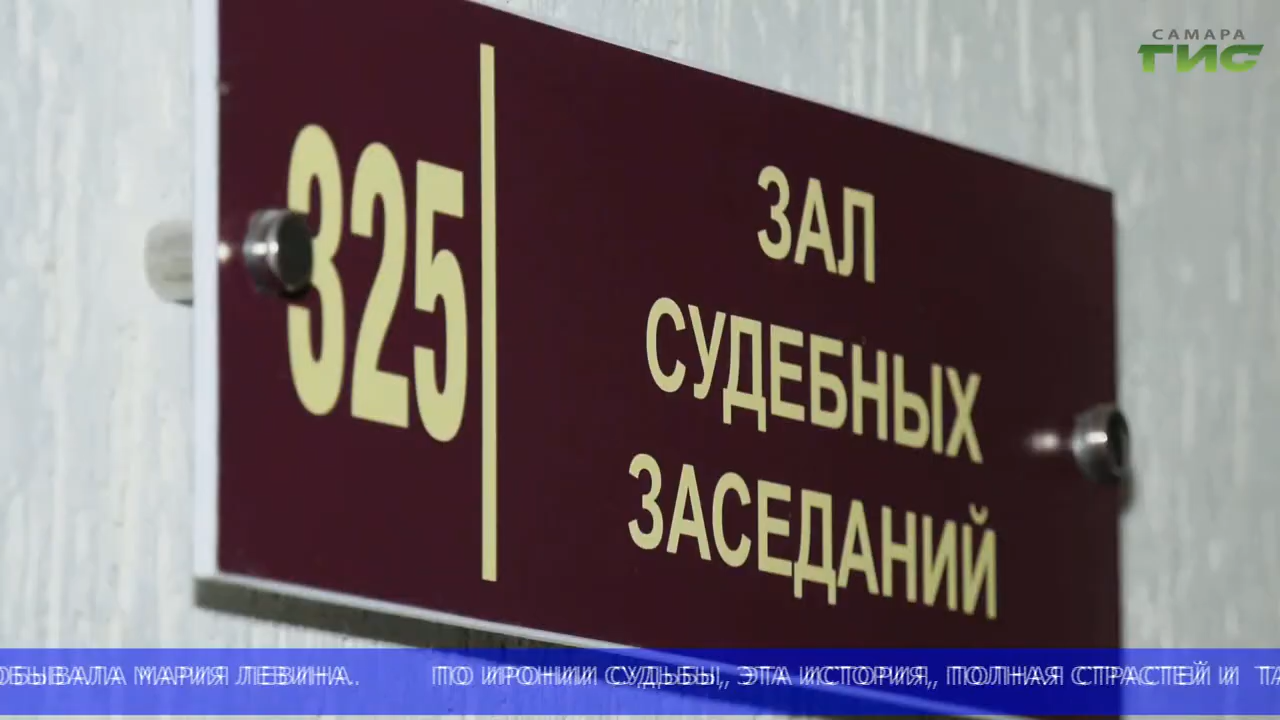 САМАРА
ГИС
325
ЗАЛ
СУДЕБНЫХ
ЗАСЕДАНИЙ
МАРИЯ ЛЕВИНА. ПО ИРОНИИ СУДЬБЫ, ЭТА ИСТОРИЯ, ПОЛНАЯ СТРАСТЕЙ И